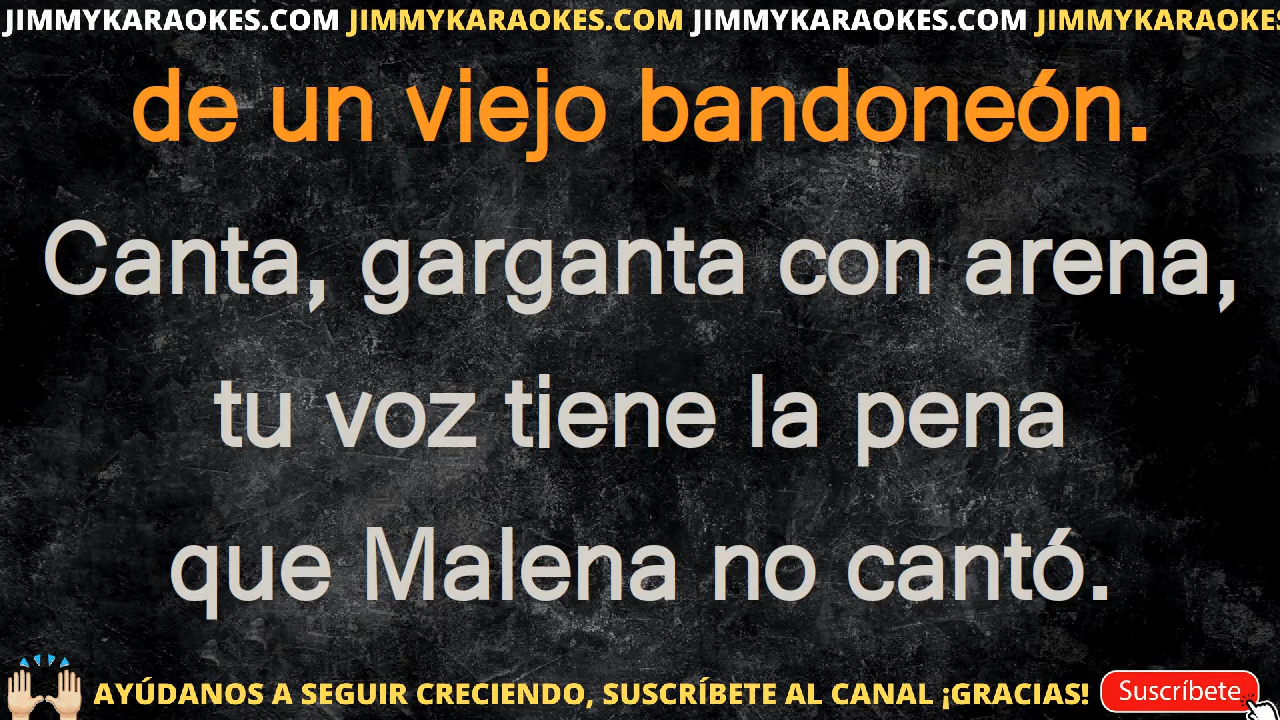 JIMMYKARAOKES.COM JIMMYKARAOKES.COM JIMMYKARAOKES.COM JIMMYKARAOKES
de un viejo bandoneón.
Canta, garganta con arena,
tu voz tiene la pena
que Malena no cantó.
AYÚDANOS A SEGUIR CRECIENDO, SUSCRÍBETE AL CANAL ¡GRACIAS! Suscríbete